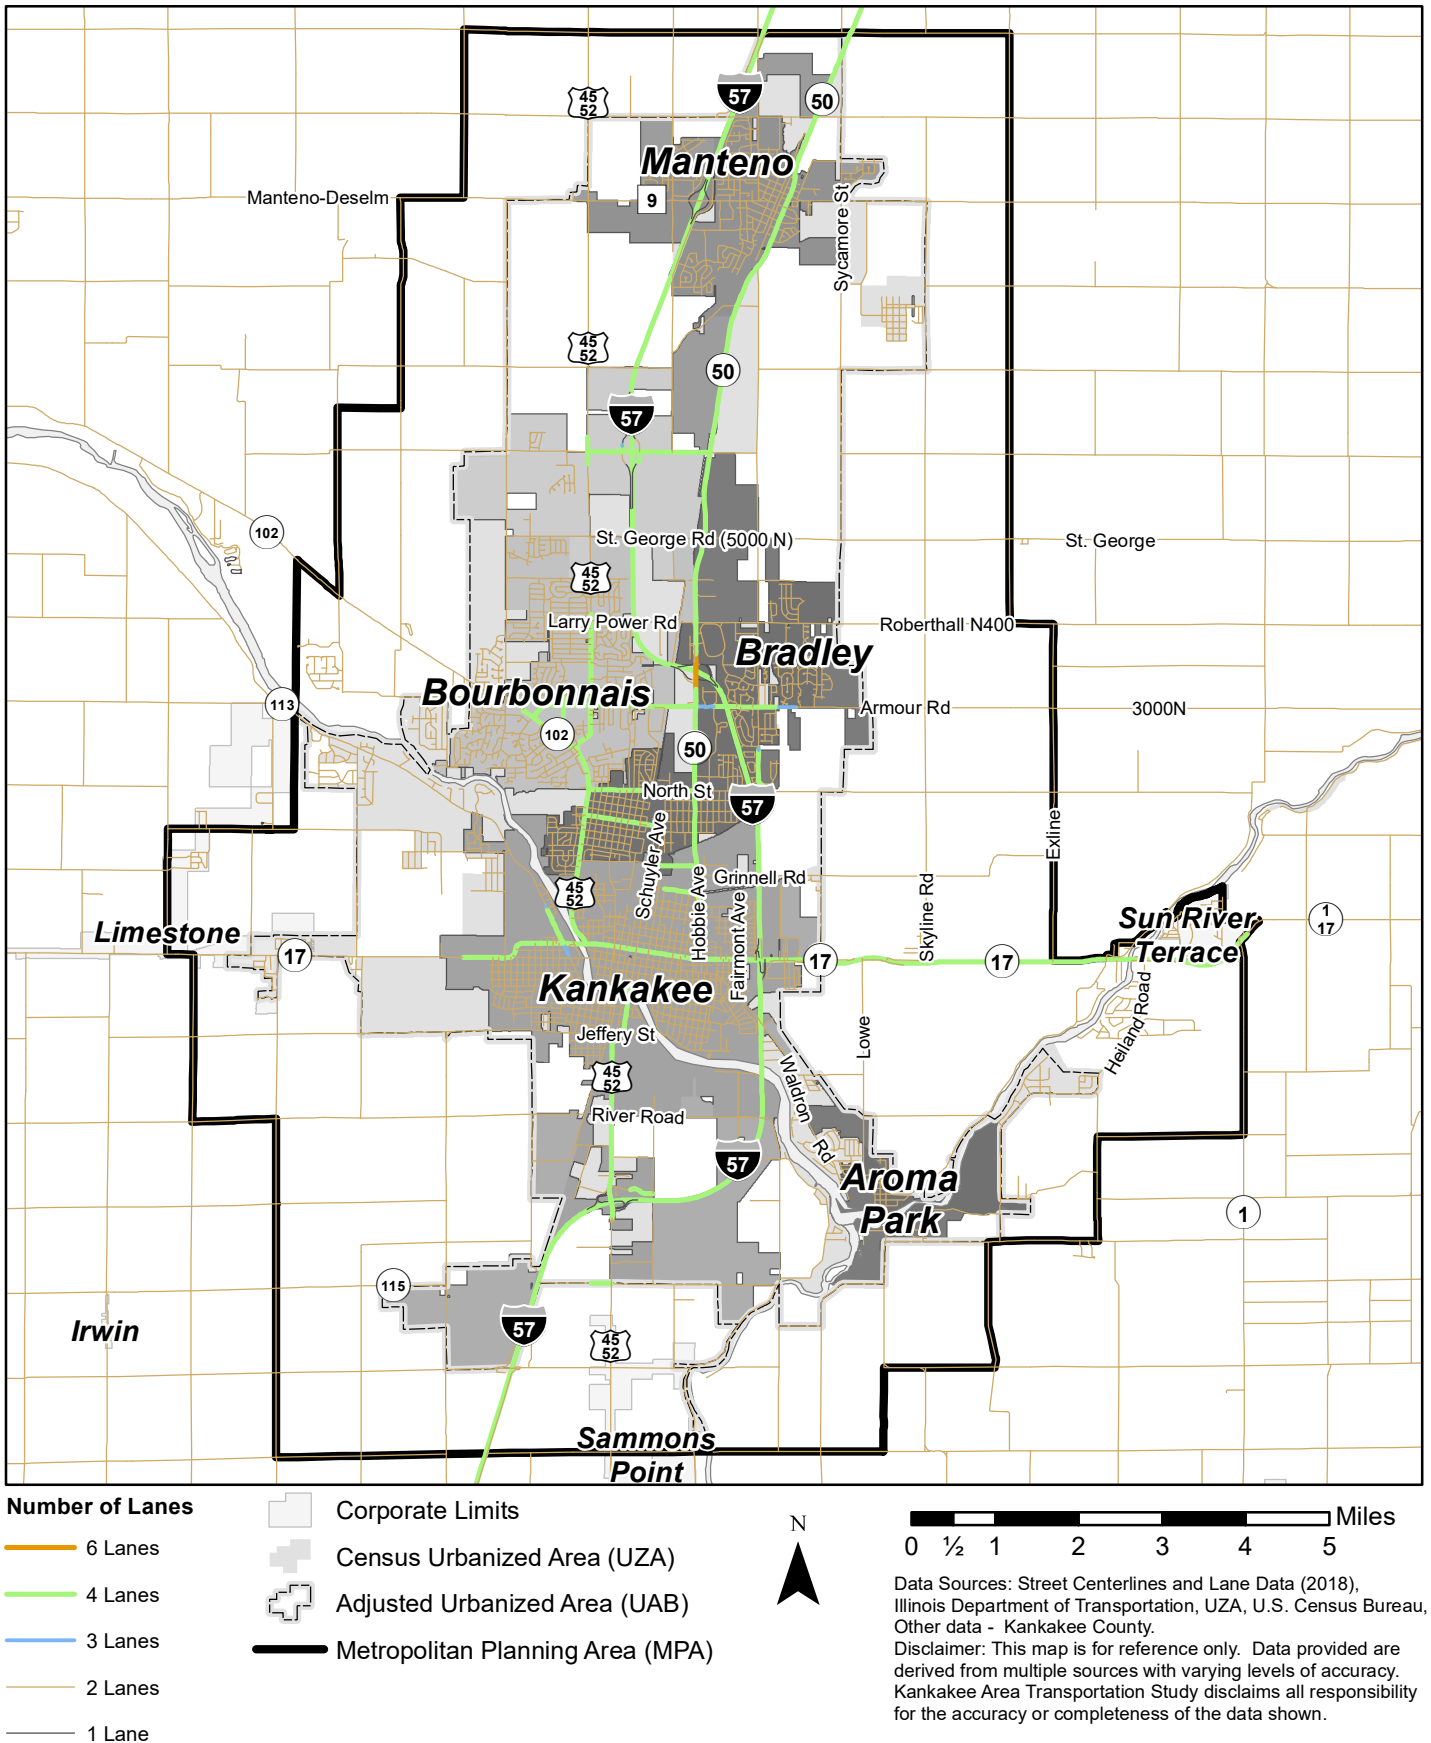 57
50
45
52
Manteno
9
Manteno-Deselm
Sycamore St
45
52
50
57
102
St. George Rd (5000 N)
St. George
45
52
Larry Power Rd
Roberthall N400
Bradley
Bourbonnais
113
Armour Rd
3000N
102
50
North St
57
Schuyler Ave
Exline
Grinnell Rd
45
52
Hobbie Ave
Fairmont Ave
Skyline Rd
Sun River
Terrace
1
17
Limestone
17
17
17
Kankakee
Heiland Road
Jeffery St
Lowe
45
52
Waldron Rd
River Road
57
Aroma
Park
1
115
57
45
52
Irwin
Sammons
Point
Number of Lanes
6 Lanes
4 Lanes
3 Lanes
2 Lanes
1 Lane
Corporate Limits
Census Urbanized Area (UZA)
Adjusted Urbanized Area (UAB)
Metropolitan Planning Area (MPA)
N
Miles
0 ½ 1 2 3 4 5
Data Sources: Street Centerlines and Lane Data (2018),
Illinois Department of Transportation, UZA, U.S. Census Bureau,
Other data - Kankakee County.
Disclaimer: This map is for reference only. Data provided are
derived from multiple sources with varying levels of accuracy.
Kankakee Area Transportation Study disclaims all responsibility
for the accuracy or completeness of the data shown.